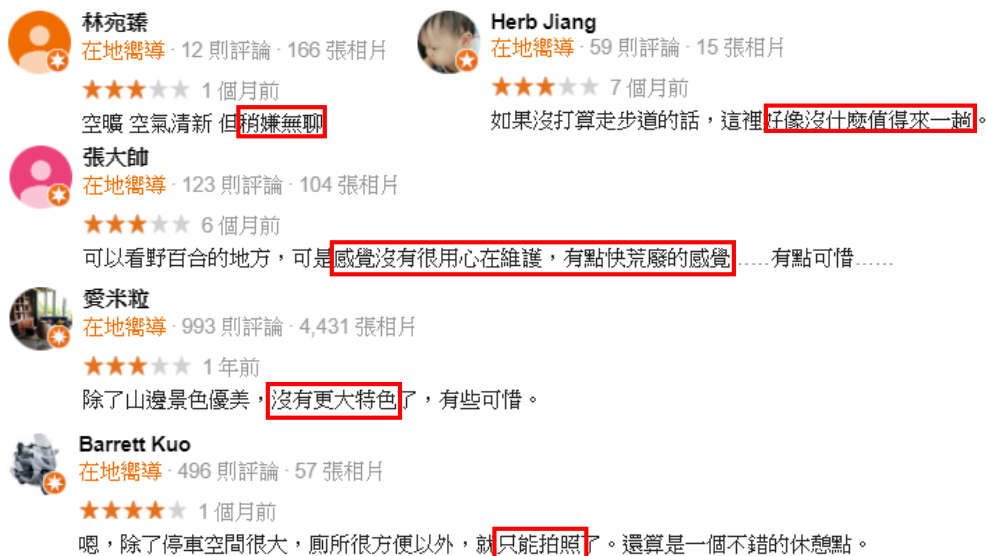 林宛臻
在地嚮導 · 12 則評論 · 166 張相片
1 個月前
空曠 空氣清新 但稍嫌無聊
Herb Jiang
在地嚮導 · 59 則評論 · 15 張相片
7 個月前
如果沒打算走步道的話，這裡好像沒什麼值得來一趟。
張大帥
在地嚮導 · 123 則評論 · 104 張相片
6 個月前
可以看野百合的地方，可是感覺沒有很用心在維護，有點快荒廢的感覺……有點可惜……
愛米粒
在地嚮導 · 993 則評論 · 4,431 張相片
1 年前
除了山邊景色優美，沒有更大特色了，有些可惜。
Barrett Kuo
在地嚮導 · 496 則評論 · 57 張相片
1 個月前
嗯，除了停車空間很大，廁所很方便以外，就只能拍照了。還算是一個不錯的休憩點。